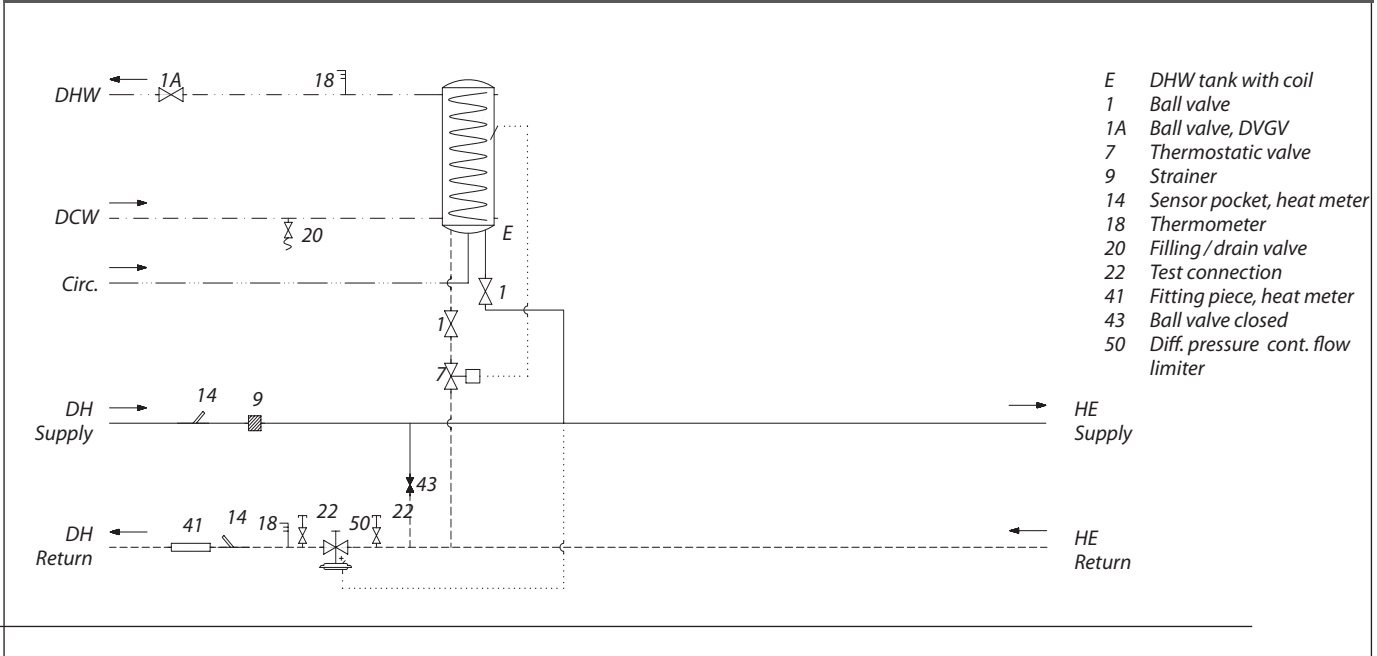 DHW
1A
18
DCW
20
E
Circ.
1
1
7
DH
Supply
14
9
HE
Supply
43
DH
Return
41
14
18
22
50
22
HE
Return
E DHW tank with coil
1 Ball valve
1A Ball valve, DVGV
7 Thermostatic valve
9 Strainer
14 Sensor pocket, heat meter
18 Thermometer
20 Filling / drain valve
22 Test connection
41 Fitting piece, heat meter
43 Ball valve closed
50 Diff. pressure cont. flow
limiter